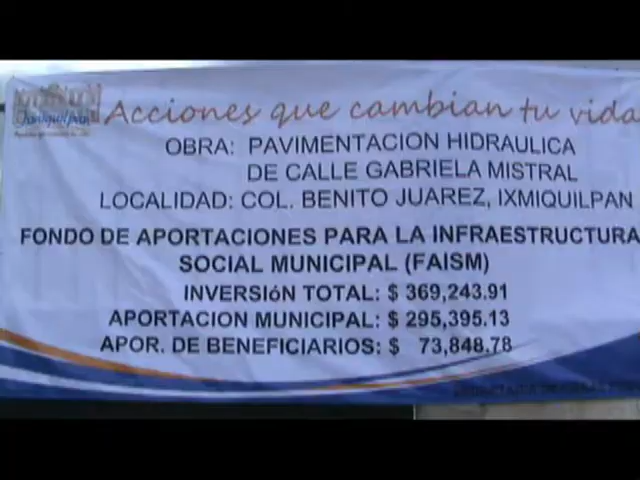 Ixmiquilpan
Acciones que cambian tu vida
OBRA: PAVIMENTACION HIDRAULICA
DE CALLE GABRIELA MISTRAL
LOCALIDAD: COL. BENITO JUAREZ, IXMIQUILPAN
FONDO DE APORTACIONES PARA LA INFRAESTRUCTURA
SOCIAL MUNICIPAL (FAISM)
INVERSIóN TOTAL: $ 369,243.91
APORTACION MUNICIPAL: $ 295,395.13
APOR. DE BENEFICIARIOS: $ 73,848.78